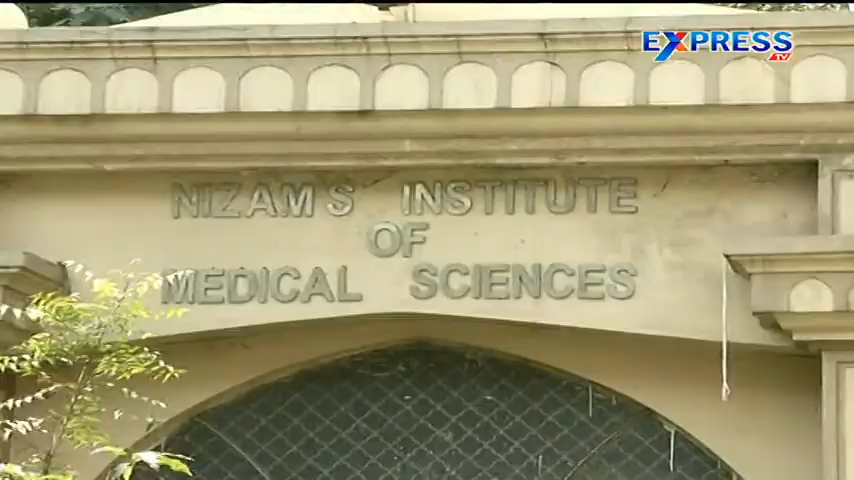 EXPRESS
TV
NIZAM'S INSTITUTE
OF
MEDICAL SCIENCES